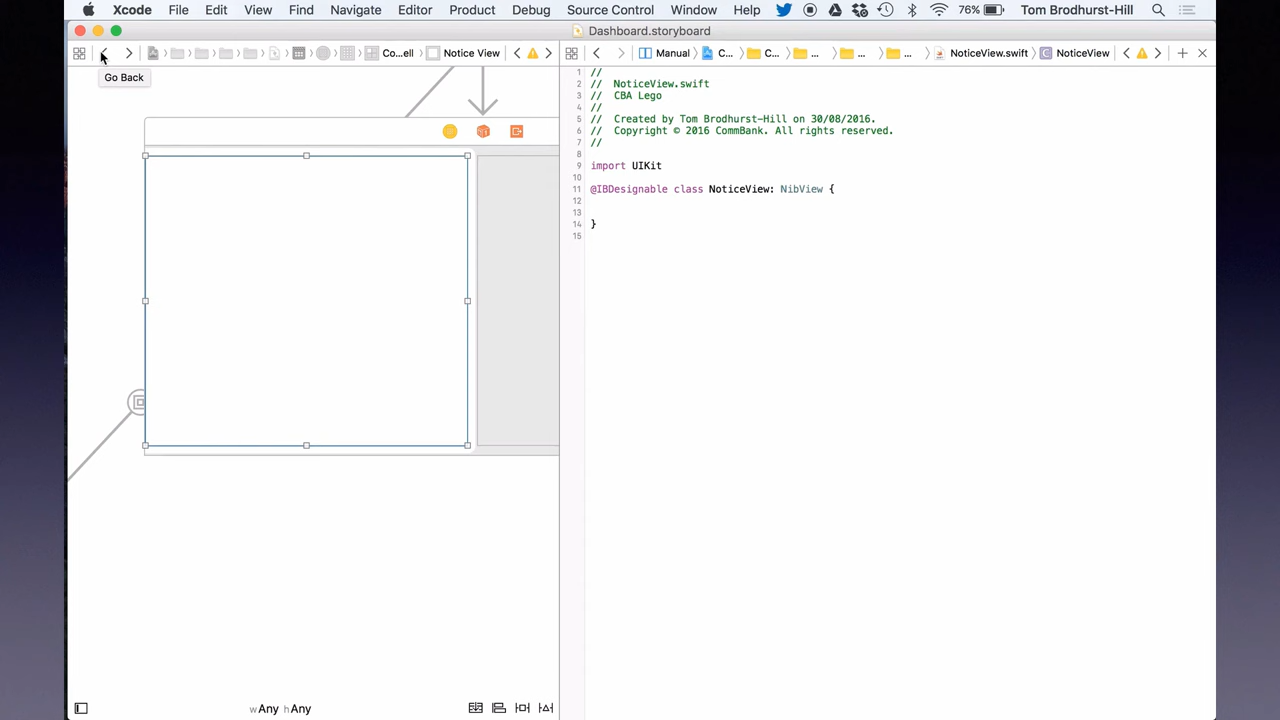 Xcode File Edit View Find Navigate Editor Product Debug Source Control Window Help 76% Tom Brodhurst-Hill
Dashboard.storyboard
Co...ell Notice View Manual C... C... ... ... NoticeView.swift C NoticeView
Go Back
1 //
2 // NoticeView.swift
3 // CBA Lego
4 //
5 // Created by Tom Brodhurst-Hill on 30/08/2016.
6 // Copyright © 2016 CommBank. All rights reserved.
7 //
8
9 import UIKit
10
11 @IBDesignable class NoticeView: NibView {
12
13
14 }
15
wAny hAny